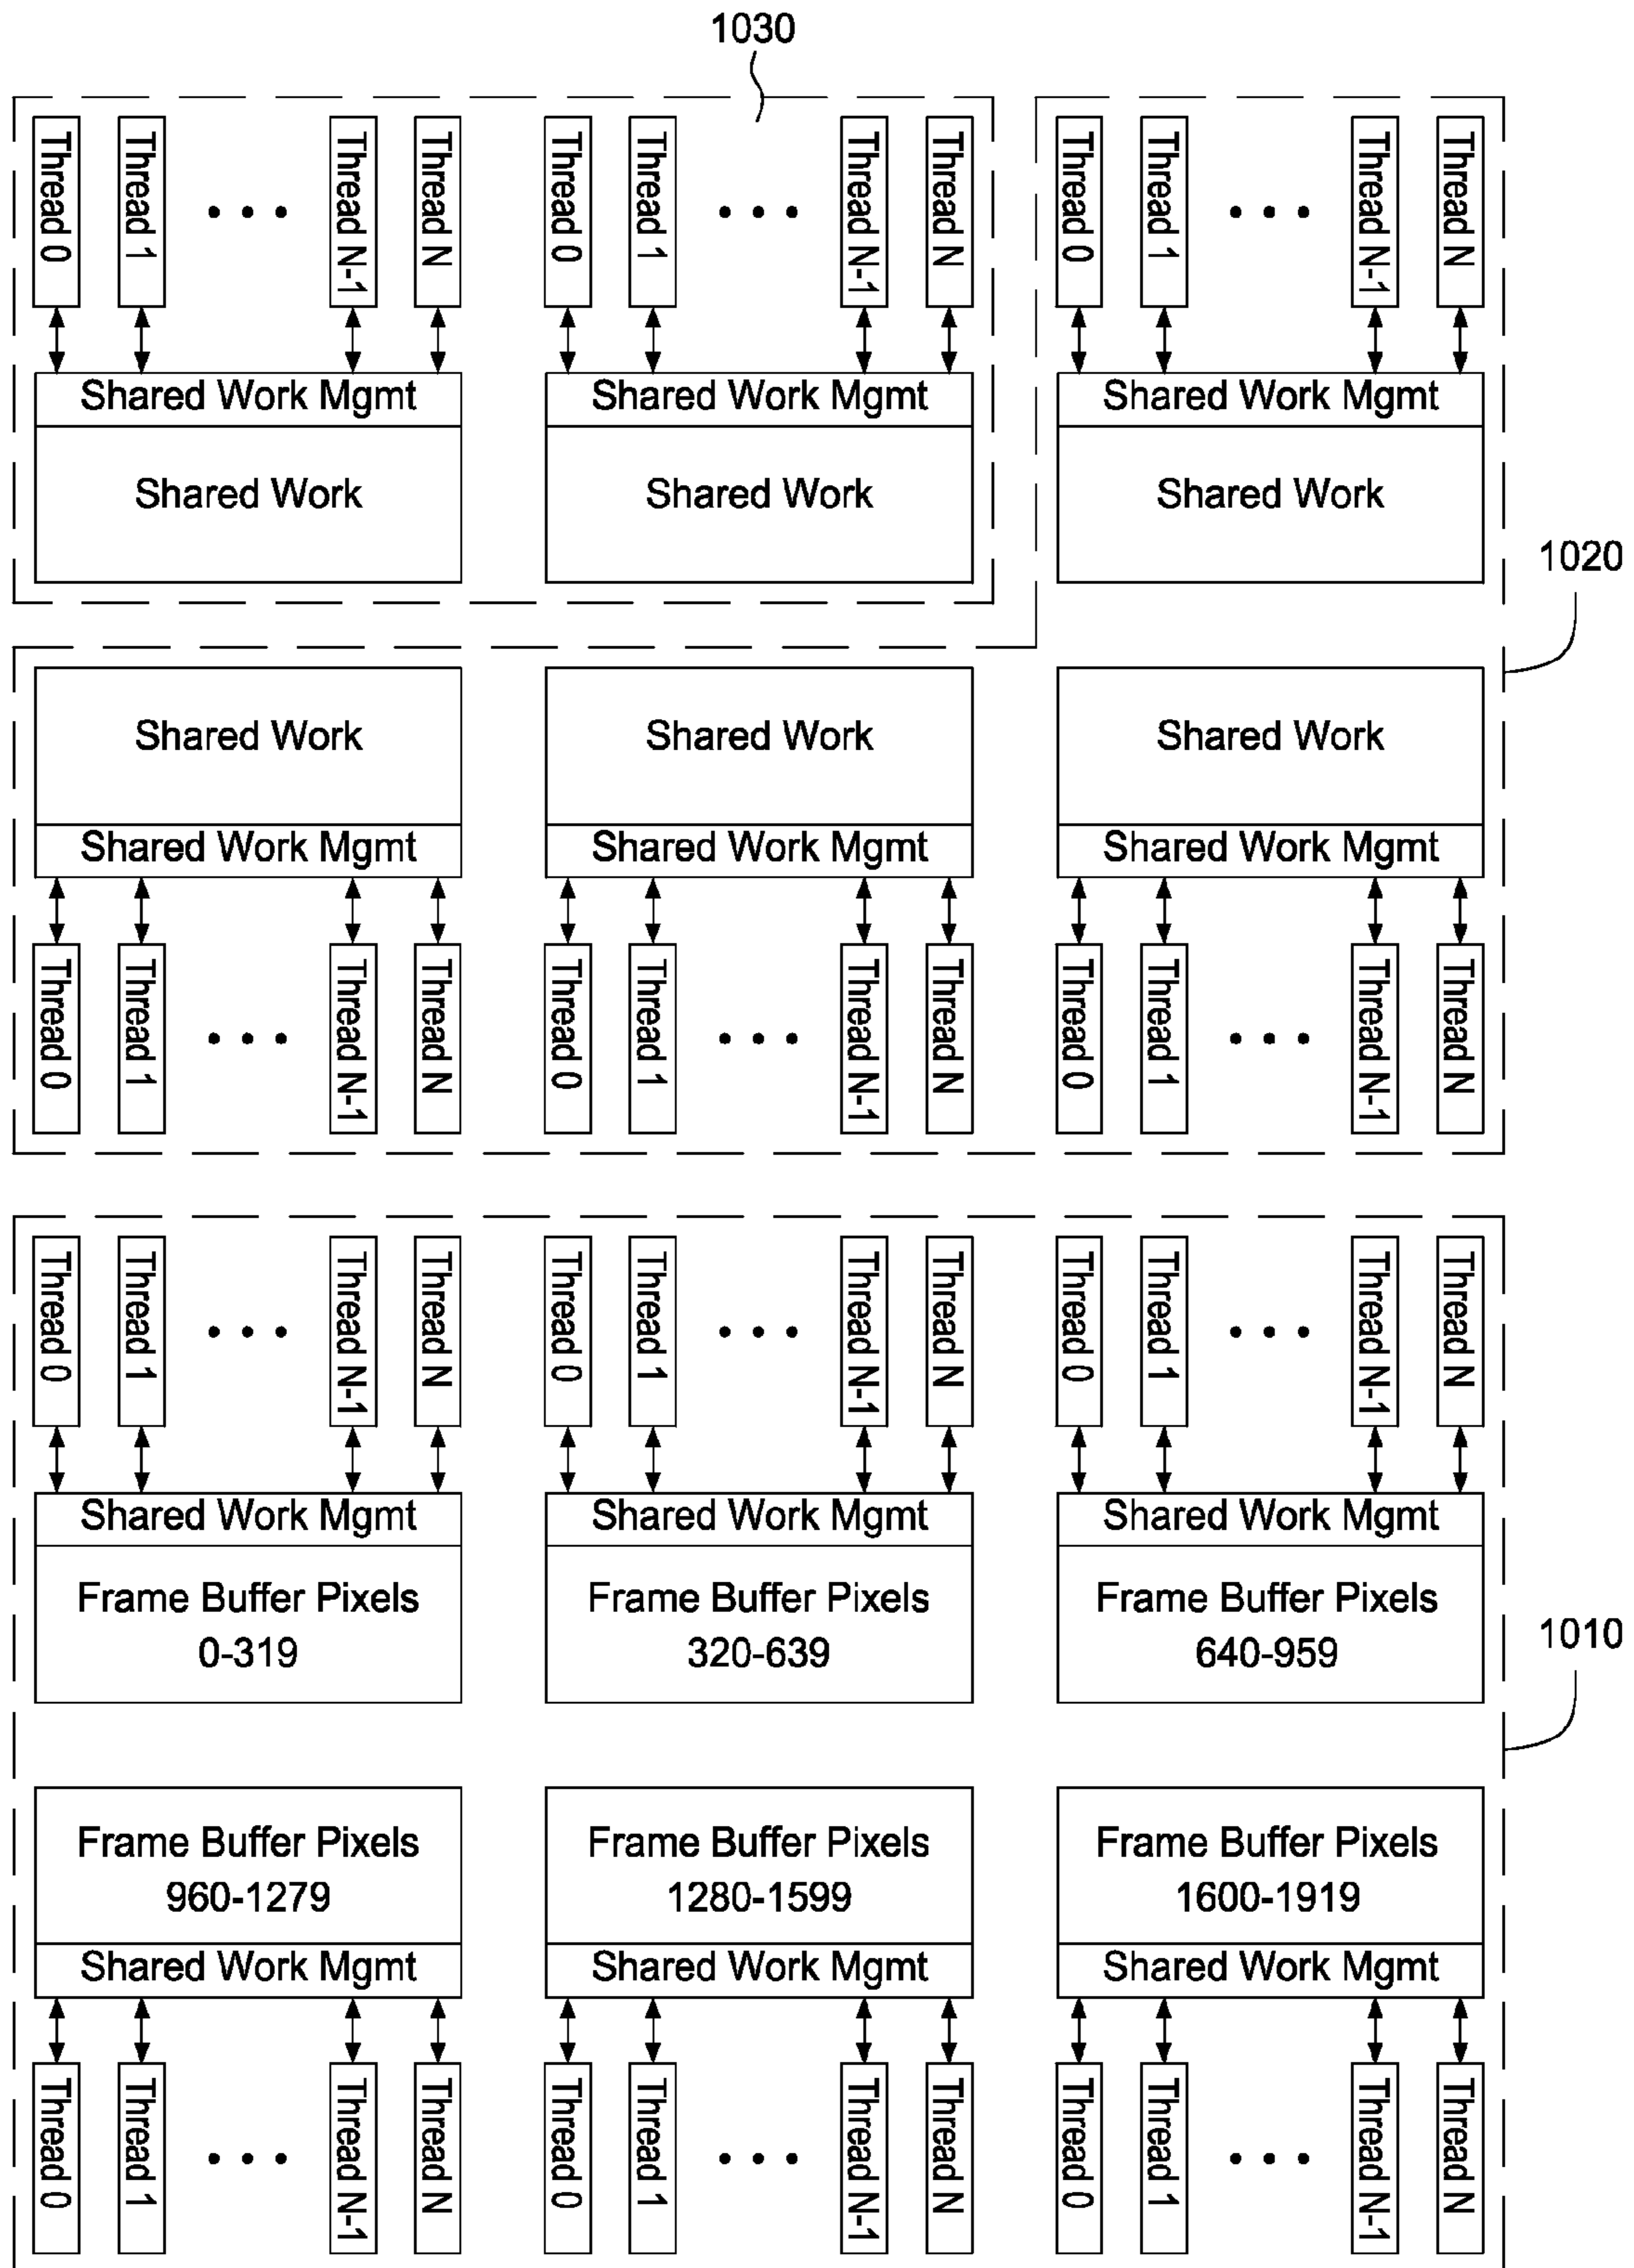 1030
Thread 0
Thread 1
Thread N-1
Thread N
Thread 0
Thread 1
Thread N-1
Thread N
Thread 0
Thread 1
Thread N-1
Thread N
Shared Work Mgmt
Shared Work Mgmt
Shared Work Mgmt
Shared Work
Shared Work
Shared Work
1020
Shared Work
Shared Work
Shared Work
Shared Work Mgmt
Shared Work Mgmt
Shared Work Mgmt
Thread 0
Thread 1
Thread N-1
Thread N
Thread 0
Thread 1
Thread N-1
Thread N
Thread 0
Thread 1
Thread N-1
Thread N
Thread 0
Thread 1
Thread N-1
Thread N
Thread 0
Thread 1
Thread N-1
Thread N
Thread 0
Thread 1
Thread N-1
Thread N
Shared Work Mgmt
Shared Work Mgmt
Shared Work Mgmt
Frame Buffer Pixels
0-319
Frame Buffer Pixels
320-639
Frame Buffer Pixels
640-959
1010
Frame Buffer Pixels
960-1279
Frame Buffer Pixels
1280-1599
Frame Buffer Pixels
1600-1919
Shared Work Mgmt
Shared Work Mgmt
Shared Work Mgmt
Thread 0
Thread 1
Thread N-1
Thread N
Thread 0
Thread 1
Thread N-1
Thread N
Thread 0
Thread 1
Thread N-1
Thread N